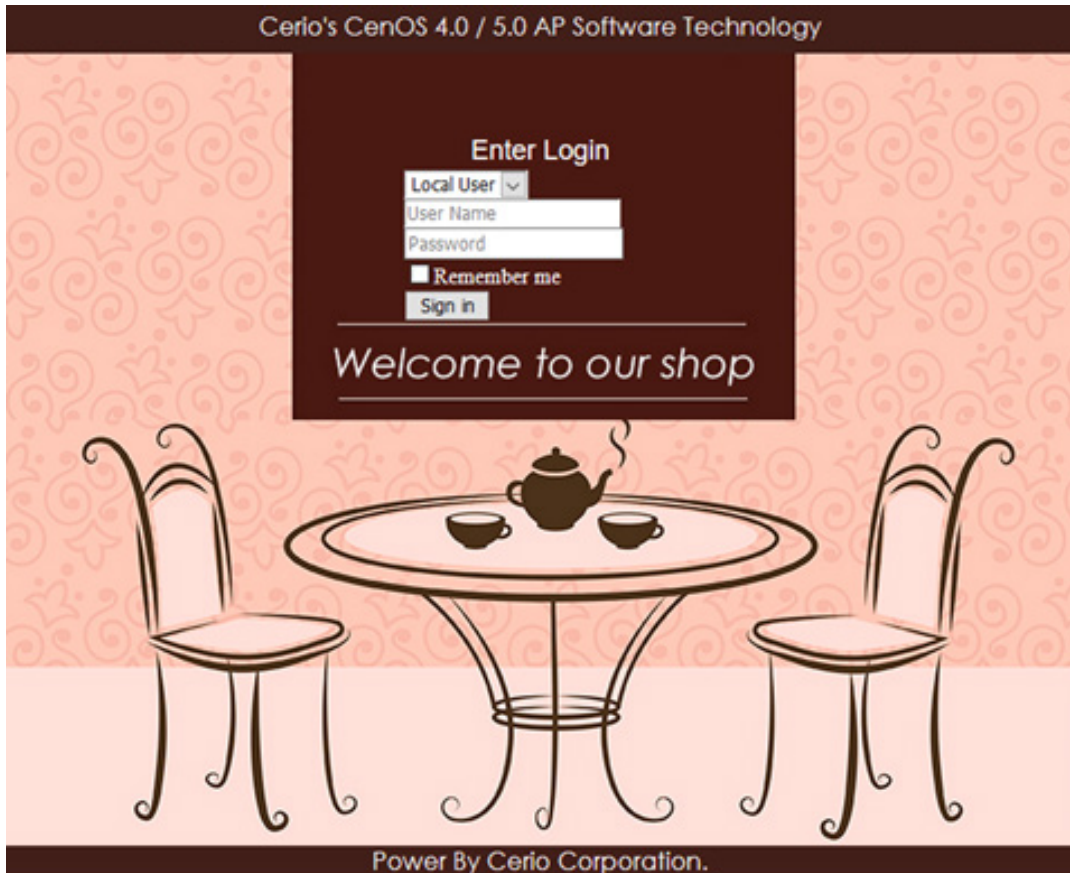 Cerio's CenOS 4.0 / 5.0 AP Software Technology
Enter Login
Local User
User Name
Password
Remember me
Sign in
Welcome to our shop
Power By Cerio Corporation.